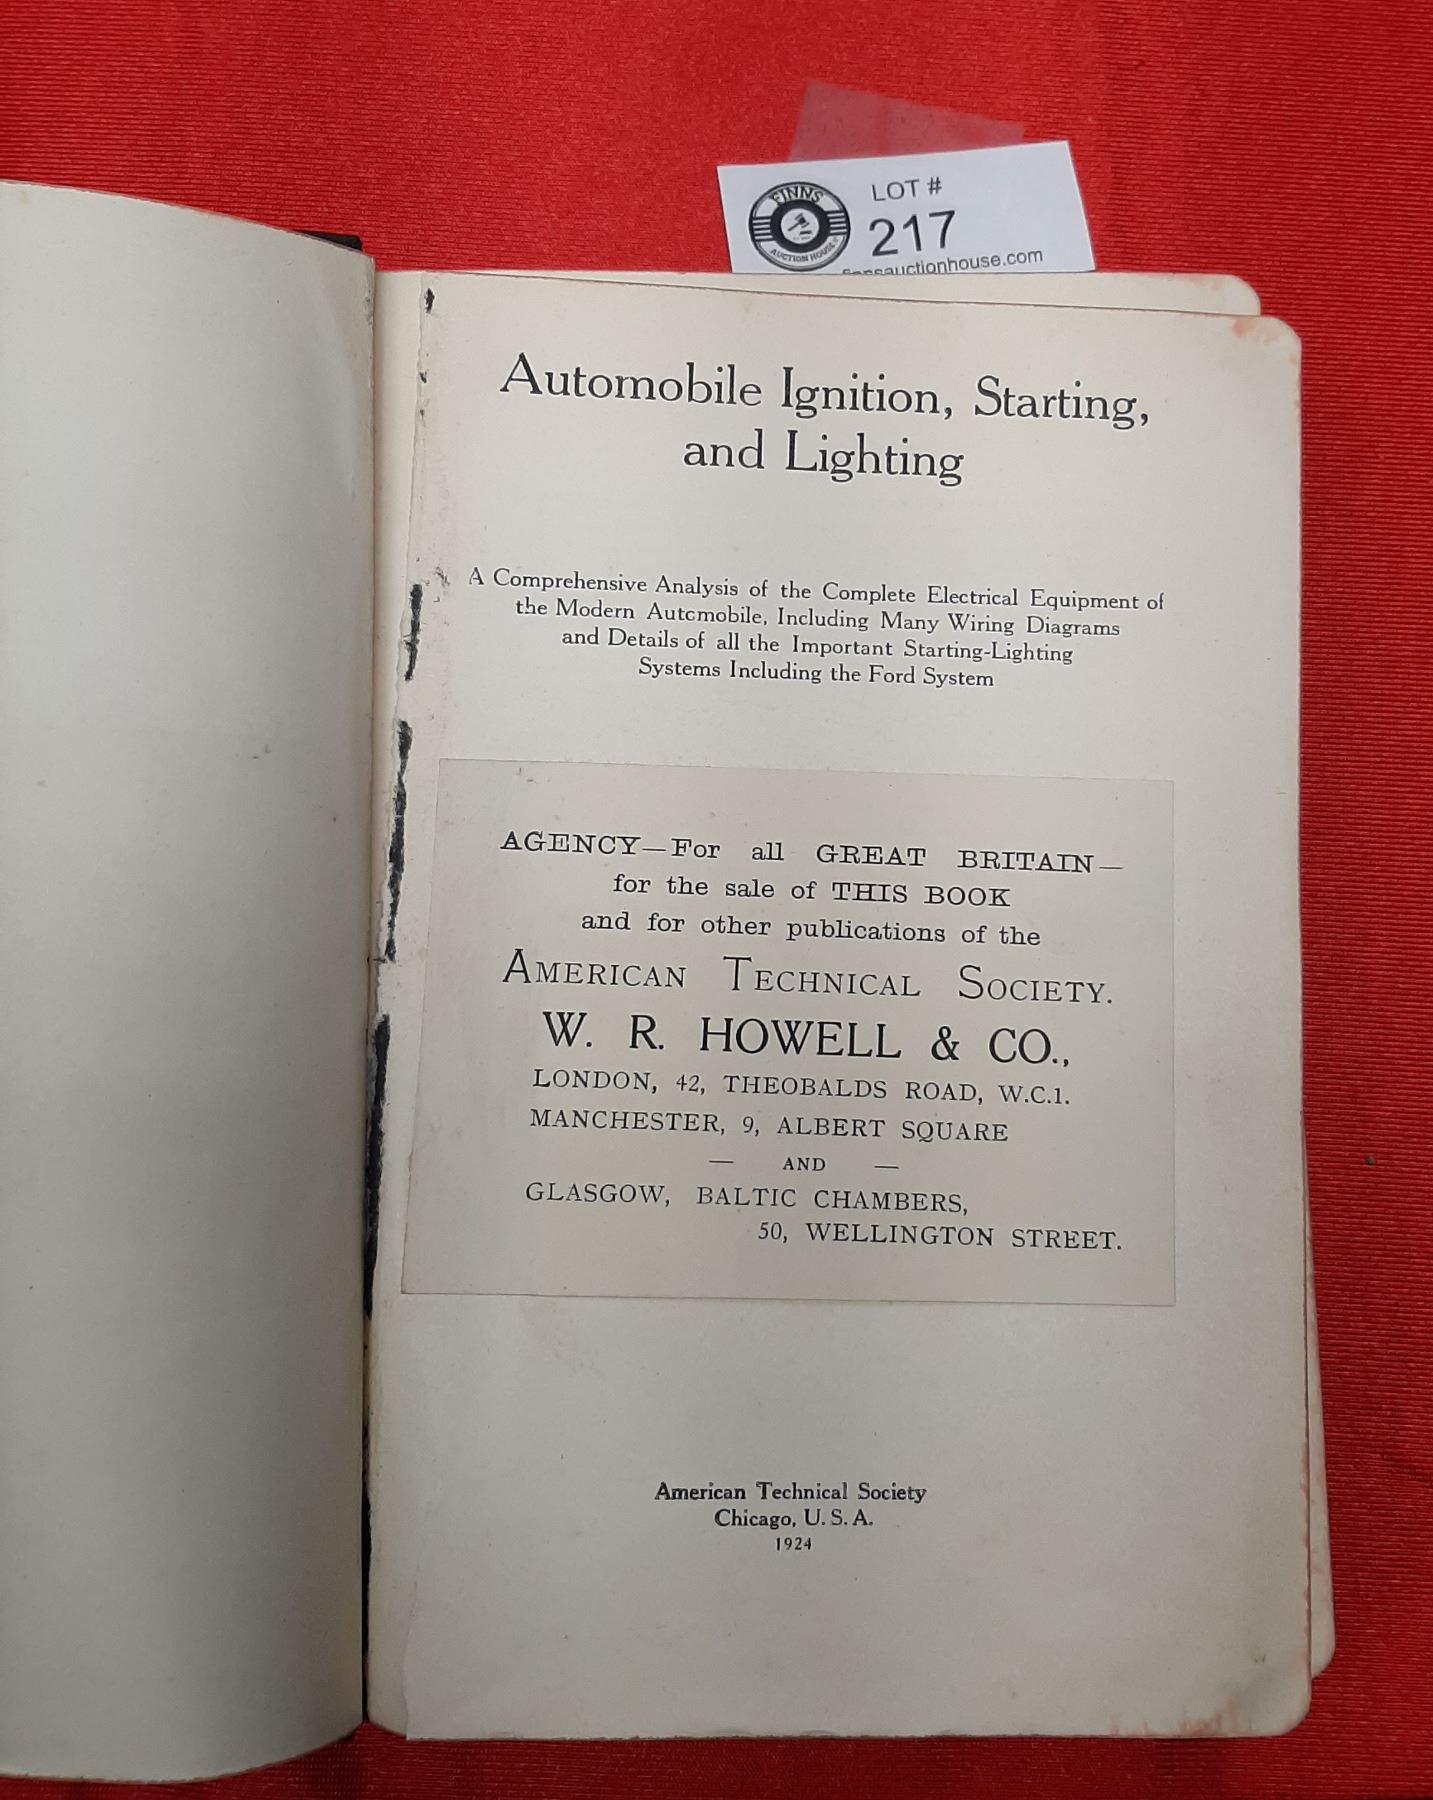 FINNS
AUCTION HOUSE
LOT #
217
finnsauctionhouse.com
Automobile Ignition, Starting,
and Lighting
A Comprehensive Analysis of the Complete Electrical Equipment of
the Modern Automobile, Including Many Wiring Diagrams
and Details of all the Important Starting-Lighting
Systems Including the Ford System
AGENCY—For all GREAT BRITAIN—
for the sale of THIS BOOK
and for other publications of the
AMERICAN TECHNICAL SOCIETY.
W. R. HOWELL & CO.,
LONDON, 42, THEOBALDS ROAD, W.C.1.
MANCHESTER, 9, ALBERT SQUARE
— AND —
GLASGOW, BALTIC CHAMBERS,
50, WELLINGTON STREET.
American Technical Society
Chicago, U. S. A.
1924